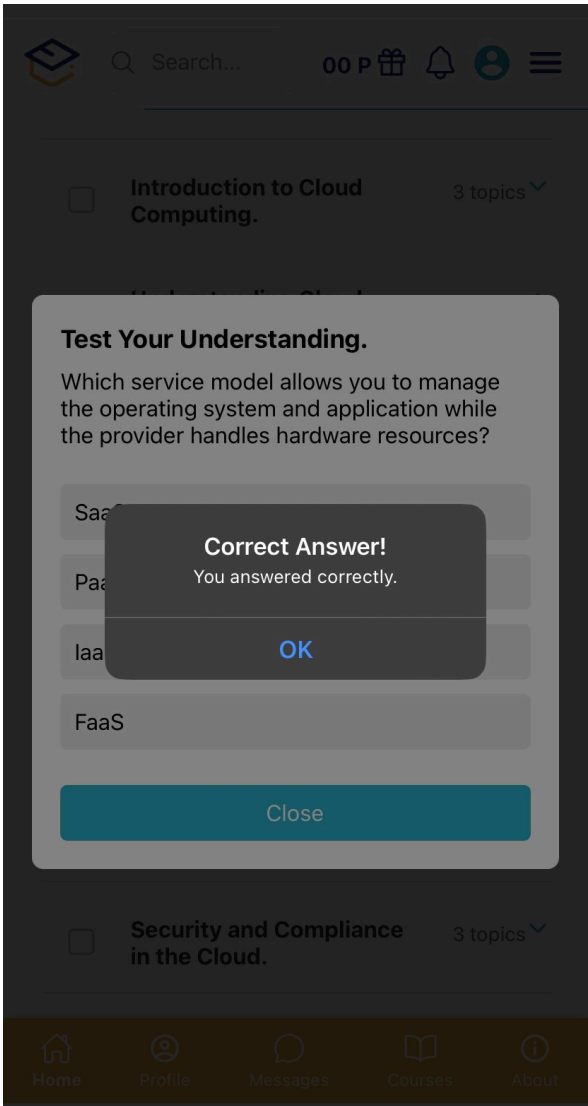 Search...
00 P
Introduction to Cloud
Computing.
3 topics
Test Your Understanding.
Which service model allows you to manage
the operating system and application while
the provider handles hardware resources?
Correct Answer!
You answered correctly.
OK
FaaS
Close
Security and Compliance
in the Cloud.
3 topics
Home
Profile
Messages
Courses
About